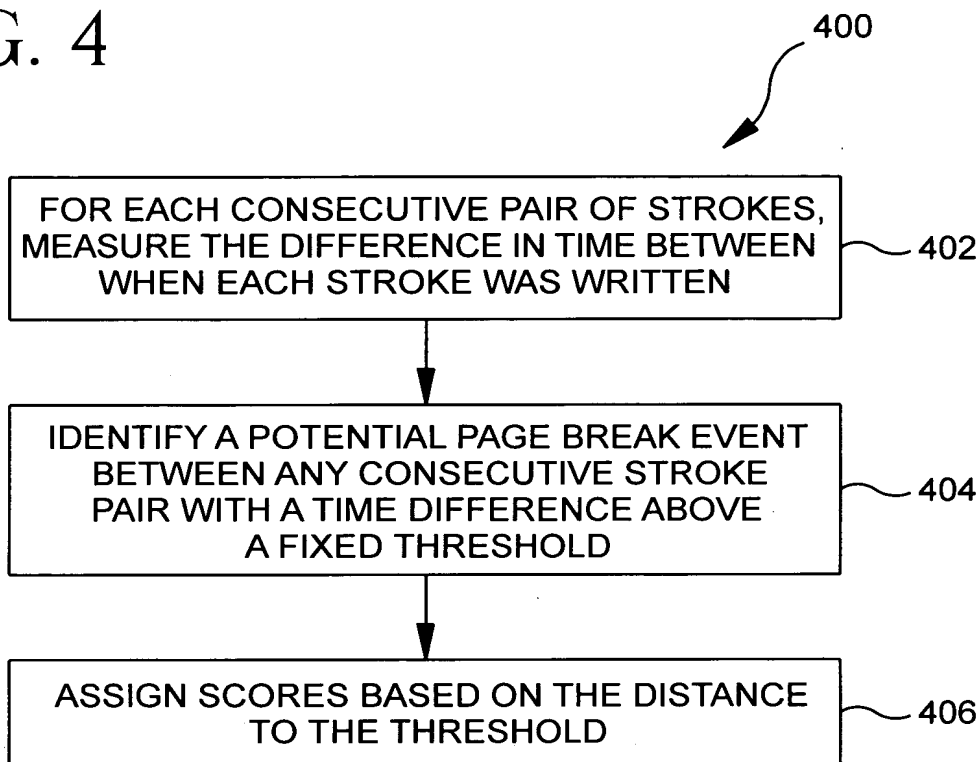 G. 4
400
FOR EACH CONSECUTIVE PAIR OF STROKES,
MEASURE THE DIFFERENCE IN TIME BETWEEN
WHEN EACH STROKE WAS WRITTEN
402
IDENTIFY A POTENTIAL PAGE BREAK EVENT
BETWEEN ANY CONSECUTIVE STROKE
PAIR WITH A TIME DIFFERENCE ABOVE
A FIXED THRESHOLD
404
ASSIGN SCORES BASED ON THE DISTANCE
TO THE THRESHOLD
406